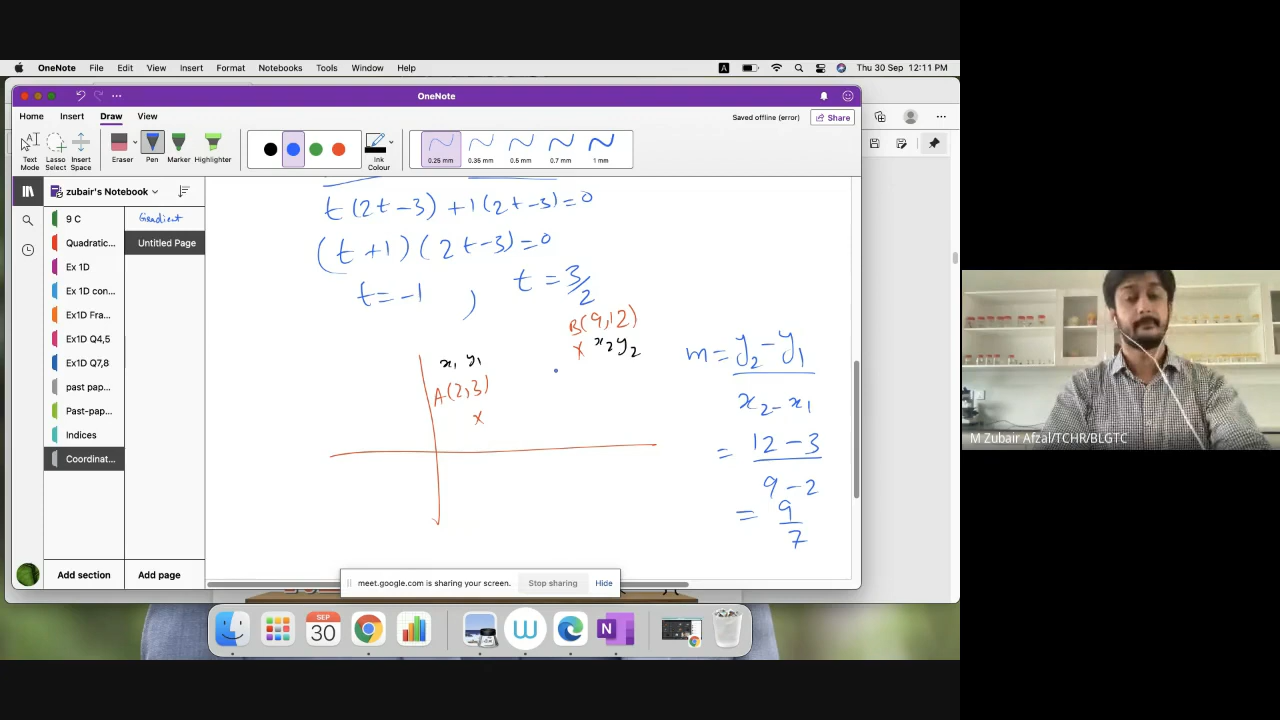 OneNote File Edit View Insert Format Notebooks Tools Window Help
A
Thu 30 Sep 12:11 PM
OneNote
Home Insert Draw View
Saved offline (error)
Share
Text Mode
Lasso Select
Insert Space
Eraser
Pen
Marker
Highlighter
Ink Colour
0.25 mm
0.35 mm
0.5 mm
0.7 mm
1 mm
zubair's Notebook
9 C
Quadratic...
Ex 1D
Ex 1D con...
Ex1D Fra...
Ex1D Q4,5
Ex1D Q7,8
past pap...
Past-pap...
Indices
Coordinat...
Add section
Gradient
Untitled Page
Add page
t(2t-3)+1(2t-3)=0
(t+1)(2t-3)=0
t=-1 , t=3/2
B(9,12)
x x₂ y₂
x₁ y₁
A(2,3)
x
m = y₂-y₁
x₂-x₁
= 12-3
9-2
= 9
7
meet.google.com is sharing your screen. Stop sharing Hide
SEP
30
W
N
M Zubair Afzal/TCHR/BLGTC